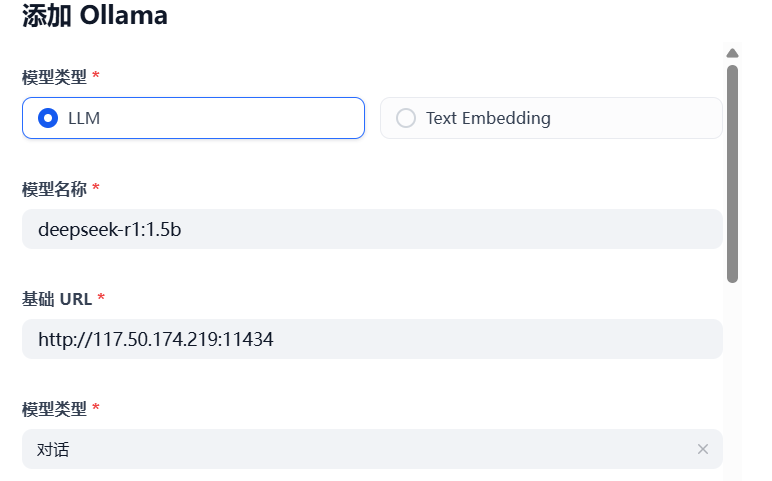 添加 Ollama
模型类型 *
LLM
Text Embedding
模型名称 *
deepseek-r1:1.5b
基础 URL *
http://117.50.174.219:11434
模型类型 *
对话